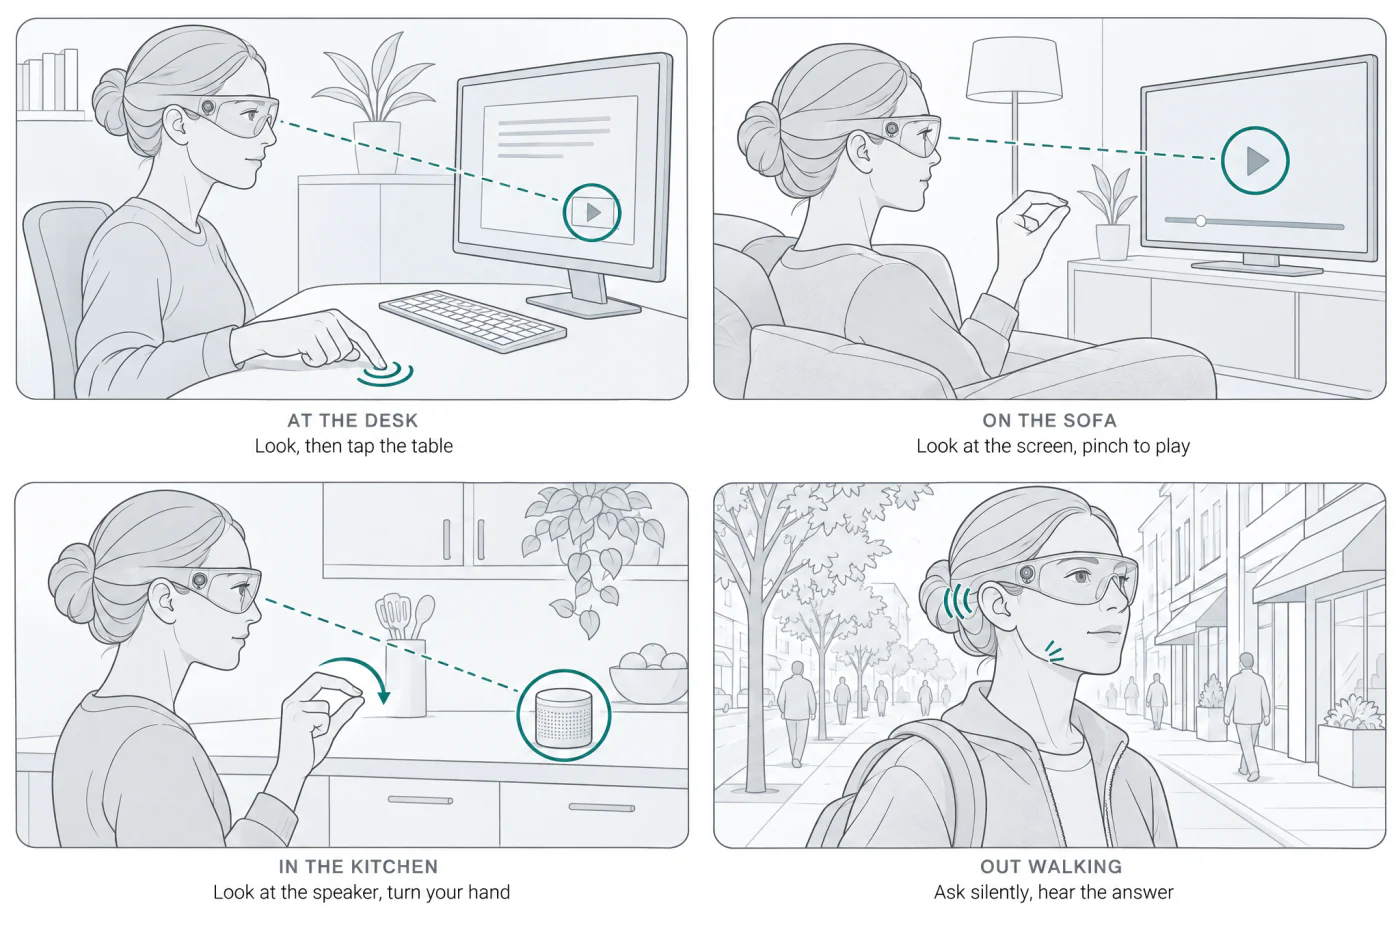 AT THE DESK
Look, then tap the table
ON THE SOFA
Look at the screen, pinch to play
IN THE KITCHEN
Look at the speaker, turn your hand
OUT WALKING
Ask silently, hear the answer